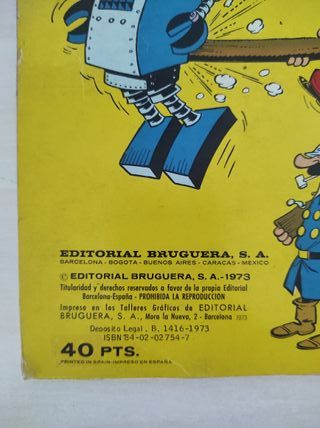 EDITORIAL BRUGUERA, S. A.
BARCELONA - BOGOTA - BUENOS AIRES - CARACAS - MEXICO
© EDITORIAL BRUGUERA, S. A.-1973
Titularidad y derechos reservados a favor de la propia Editorial
Barcelona-España - PROHIBIDA LA REPRODUCCION
Impreso en los Talleres Gráficos de EDITORIAL
BRUGUERA, S. A., Mora la Nueva, 2 - Barcelona 1973
Deposito Legal, B. 1416-1973
ISBN 84-02-02754-7
40 PTS.
PRINTED IN SPAIN-IMPRESO EN ESPAÑA